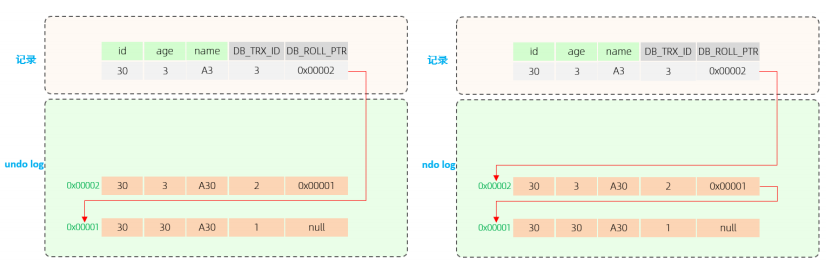 记录
id age name DB_TRX_ID DB_ROLL_PTR
30 3 A3 3 0x00002
undo log
0x00002 30 3 A30 2 0x00001
0x00001 30 30 A30 1 null
记录
id age name DB_TRX_ID DB_ROLL_PTR
30 3 A3 3 0x00002
ndo log
0x00002 30 3 A30 2 0x00001
0x00001 30 30 A30 1 null